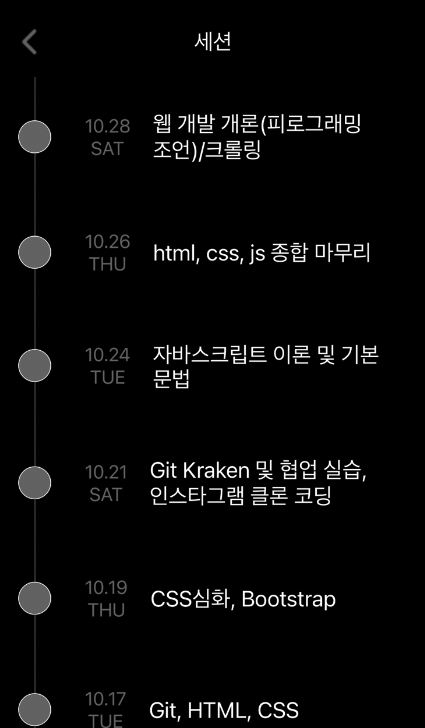 세션
10.28
SAT
웹 개발 개론(피로그래밍
조언)/크롤링
10.26
THU
html, css, js 종합 마무리
10.24
TUE
자바스크립트 이론 및 기본
문법
10.21
SAT
Git Kraken 및 협업 실습,
인스타그램 클론 코딩
10.19
THU
CSS심화, Bootstrap
10.17
TUE
Git, HTML, CSS